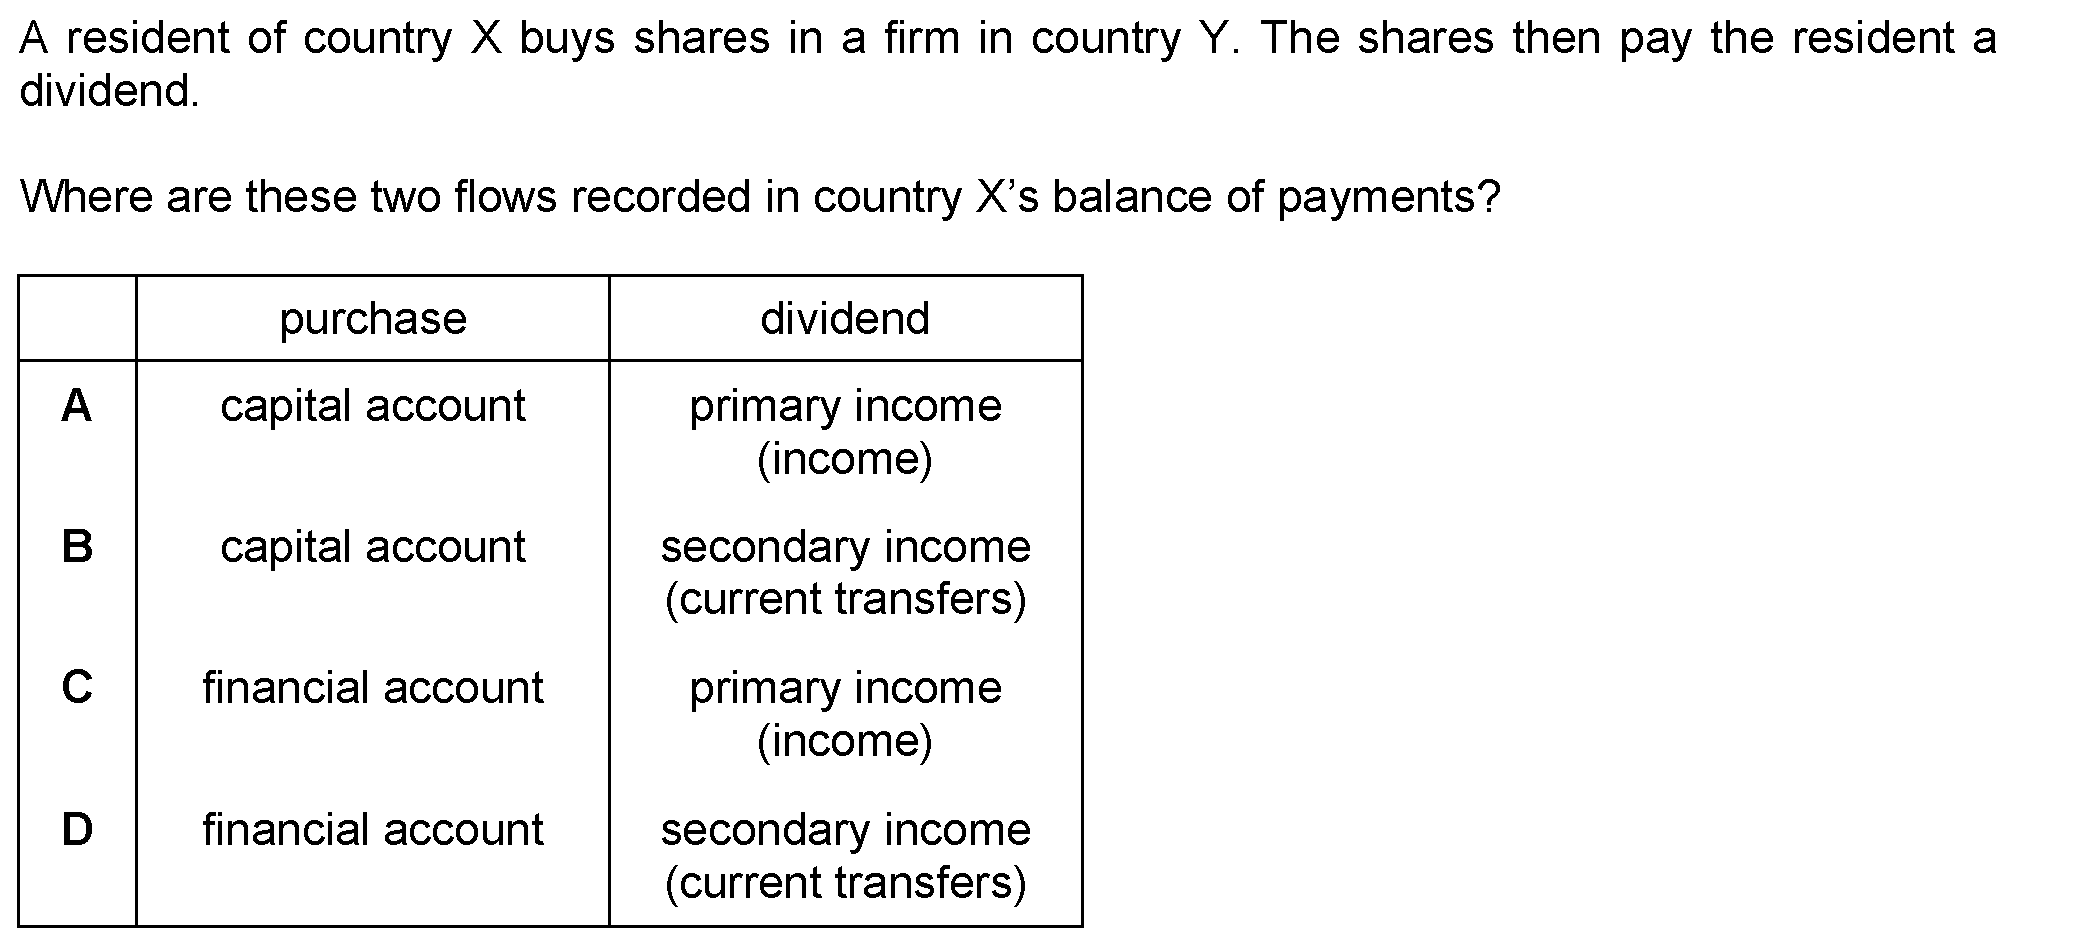 A resident of country X buys shares in a firm in country Y. The shares then pay the resident a
dividend.
Where are these two flows recorded in country X’s balance of payments?
purchase dividend
A capital account primary income
(income)
B capital account secondary income
(current transfers)
C financial account primary income
(income)
D financial account secondary income
(current transfers)